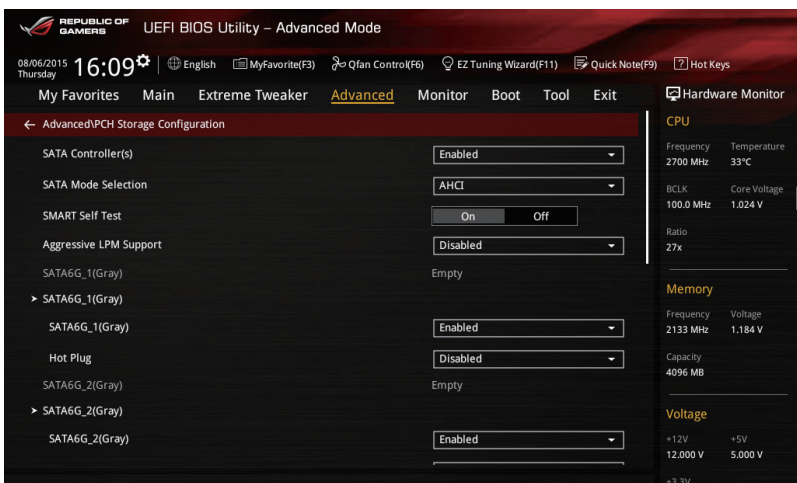 REPUBLIC OF
GAMERS
UEFI BIOS Utility – Advanced Mode
08/06/2015
Thursday
16:09
English
MyFavorite(F3)
Qfan Control(F6)
EZ Tuning Wizard(F11)
Quick Note(F9)
? Hot Keys
My Favorites Main Extreme Tweaker Advanced Monitor Boot Tool Exit
Hardware Monitor
← Advanced\PCH Storage Configuration
SATA Controller(s) Enabled
SATA Mode Selection AHCI
SMART Self Test On Off
Aggressive LPM Support Disabled
SATA6G_1(Gray) Empty
> SATA6G_1(Gray)
SATA6G_1(Gray) Enabled
Hot Plug Disabled
SATA6G_2(Gray) Empty
> SATA6G_2(Gray)
SATA6G_2(Gray) Enabled
CPU
Frequency Temperature
2700 MHz 33°C
BCLK Core Voltage
100.0 MHz 1.024 V
Ratio
27x
Memory
Frequency Voltage
2133 MHz 1.184 V
Capacity
4096 MB
Voltage
+12V +5V
12.000 V 5.000 V
+3.3V